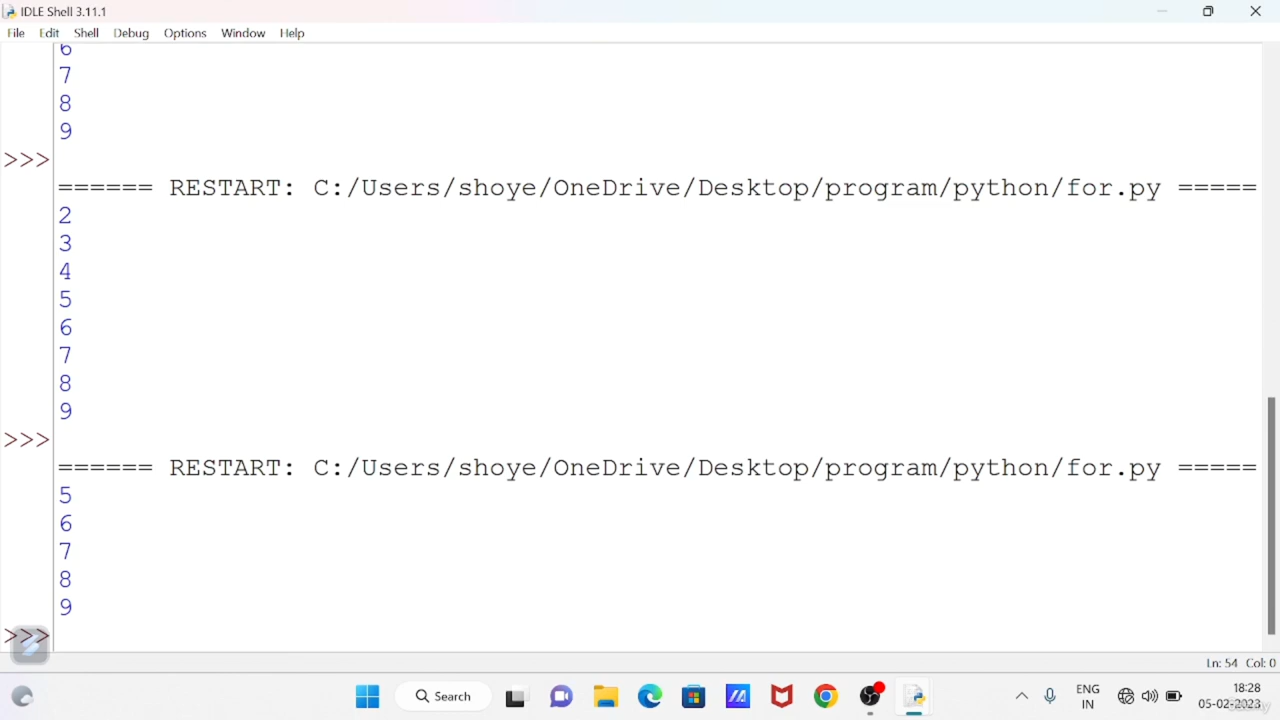 IDLE Shell 3.11.1
File Edit Shell Debug Options Window Help
6
7
8
9
>>>
====== RESTART: C:/Users/shoye/OneDrive/Desktop/program/python/for.py =====
2
3
4
5
6
7
8
9
>>>
====== RESTART: C:/Users/shoye/OneDrive/Desktop/program/python/for.py =====
5
6
7
8
9
>>>
Ln: 54 Col: 0
Search
ENG
IN
18:28
05-02-2023